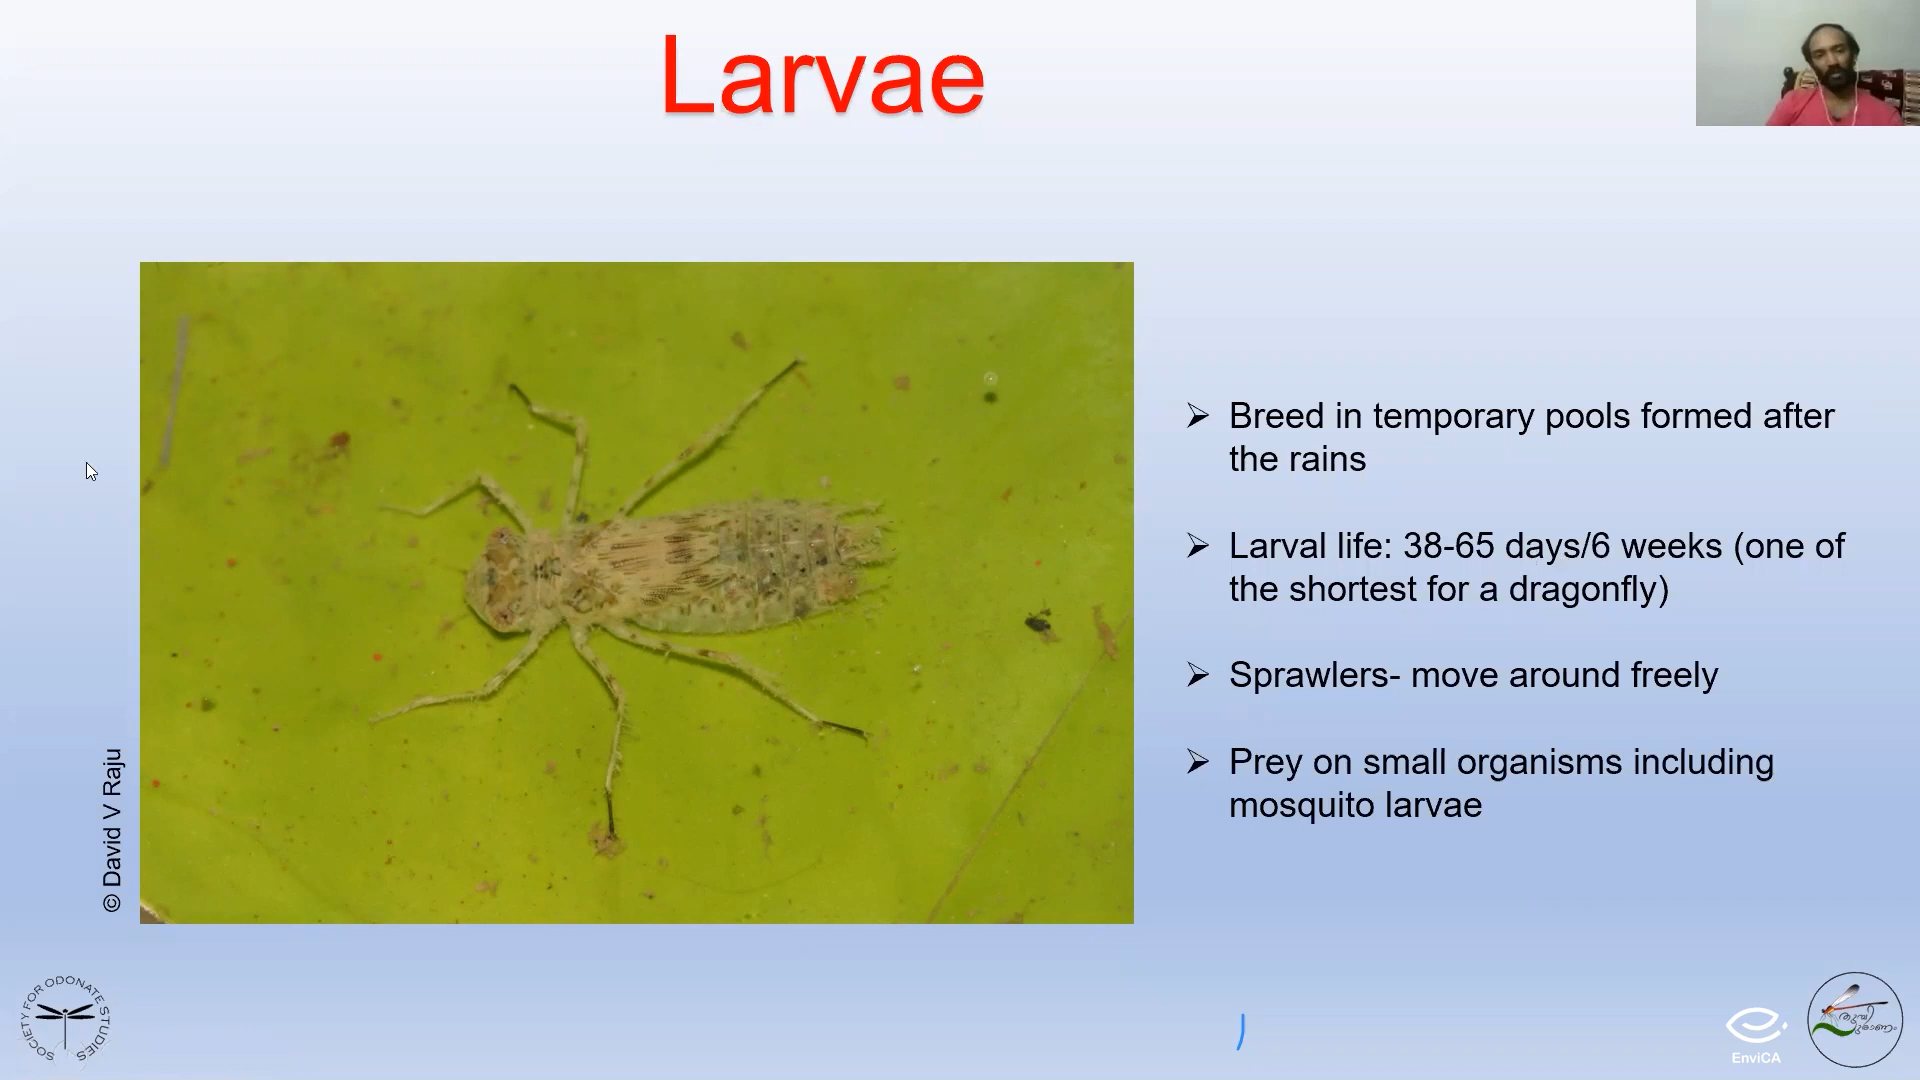 Larvae
➢ Breed in temporary pools formed after
the rains
➢ Larval life: 38-65 days/6 weeks (one of
the shortest for a dragonfly)
➢ Sprawlers- move around freely
➢ Prey on small organisms including
mosquito larvae
© David V Raju
SOCIETY FOR ODONATE STUDIES
EnviCA